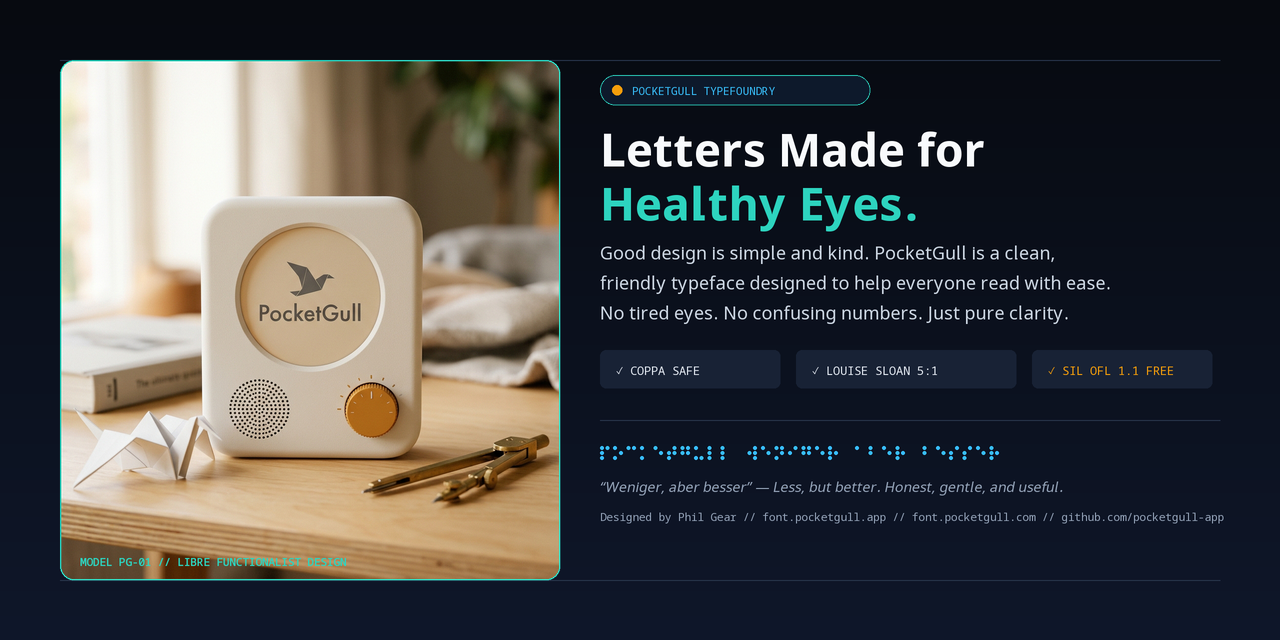 PocketGull
The ultimate
MODEL PG-01 // LIBRE FUNCTIONALIST DESIGN
POCKETGULL TYPEFOUNDRY
Letters Made for
Healthy Eyes.
Good design is simple and kind. PocketGull is a clean,
friendly typeface designed to help everyone read with ease.
No tired eyes. No confusing numbers. Just pure clarity.
✓ COPPA SAFE
✓ LOUISE SLOAN 5:1
✓ SIL OFL 1.1 FREE
⠏⠕⠉⠅⠑⠞⠛⠥⠇⠇ ⠺⠑⠝⠊⠛⠑⠗ ⠁⠃⠑⠗ ⠃⠑⠎⠎⠑⠗
“Weniger, aber besser” — Less, but better. Honest, gentle, and useful.
Designed by Phil Gear // font.pocketgull.app // font.pocketgull.com // github.com/pocketgull-app